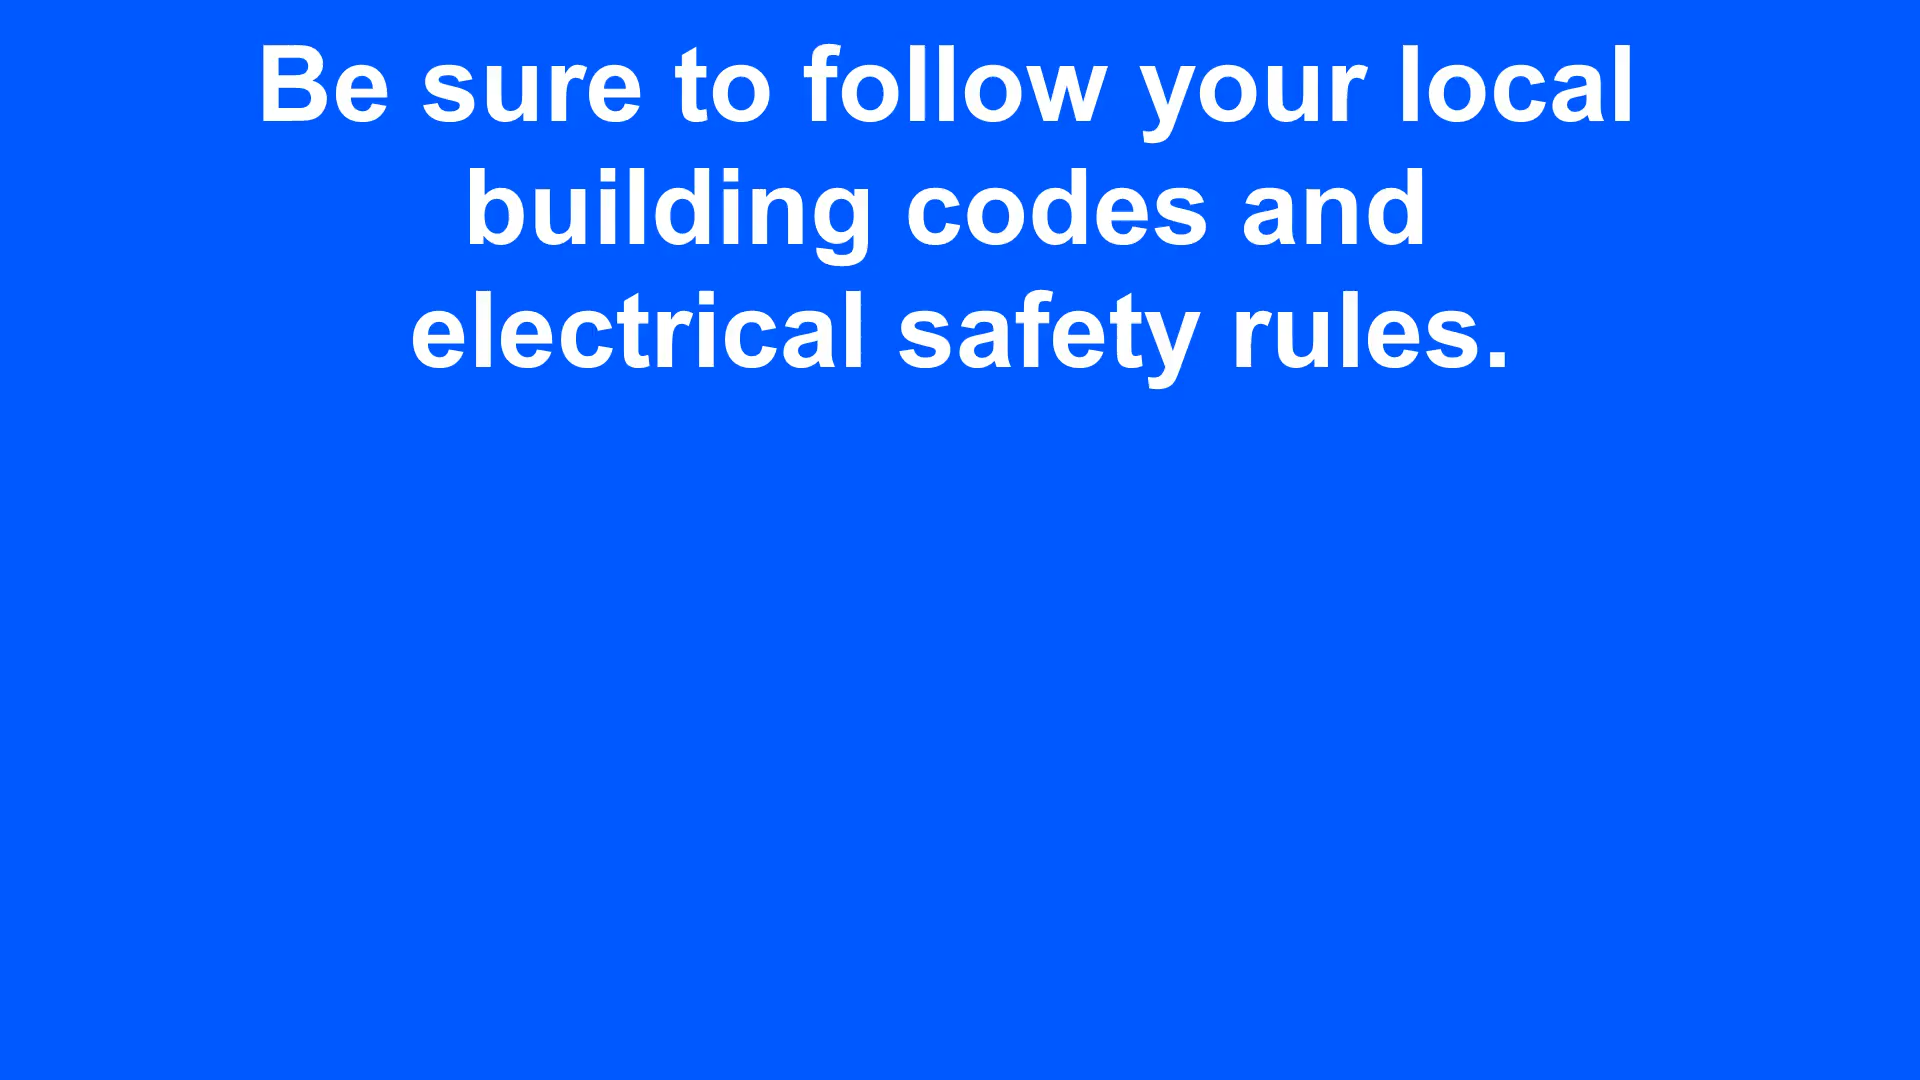 Be sure to follow your local
building codes and
electrical safety rules.